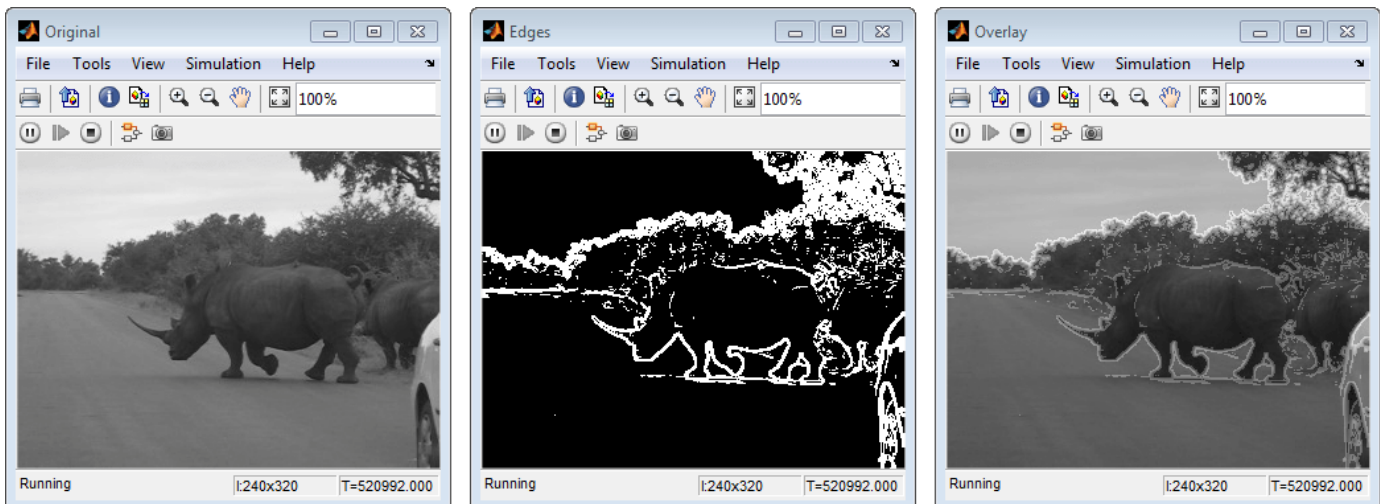 Original
File Tools View Simulation Help
100%
Running I:240x320 T=520992.000
Edges
File Tools View Simulation Help
100%
Running I:240x320 T=520992.000
Overlay
File Tools View Simulation Help
100%
Running I:240x320 T=520992.000